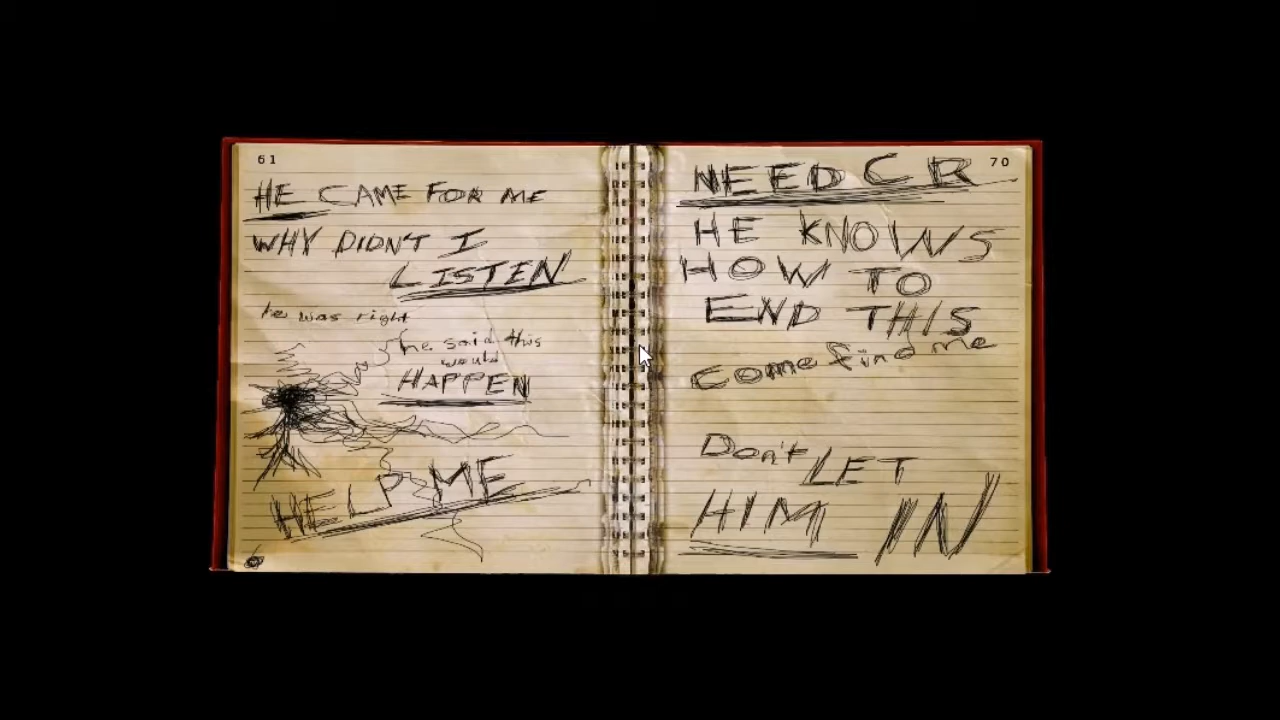 61
HE CAME FOR ME
WHY DIDN'T I
LISTEN
he was right
he said this
would
HAPPEN
HELP ME
70
NEED CR
HE KNOWS
HOW TO
END THIS
come find me
Don't LET
HIM IN